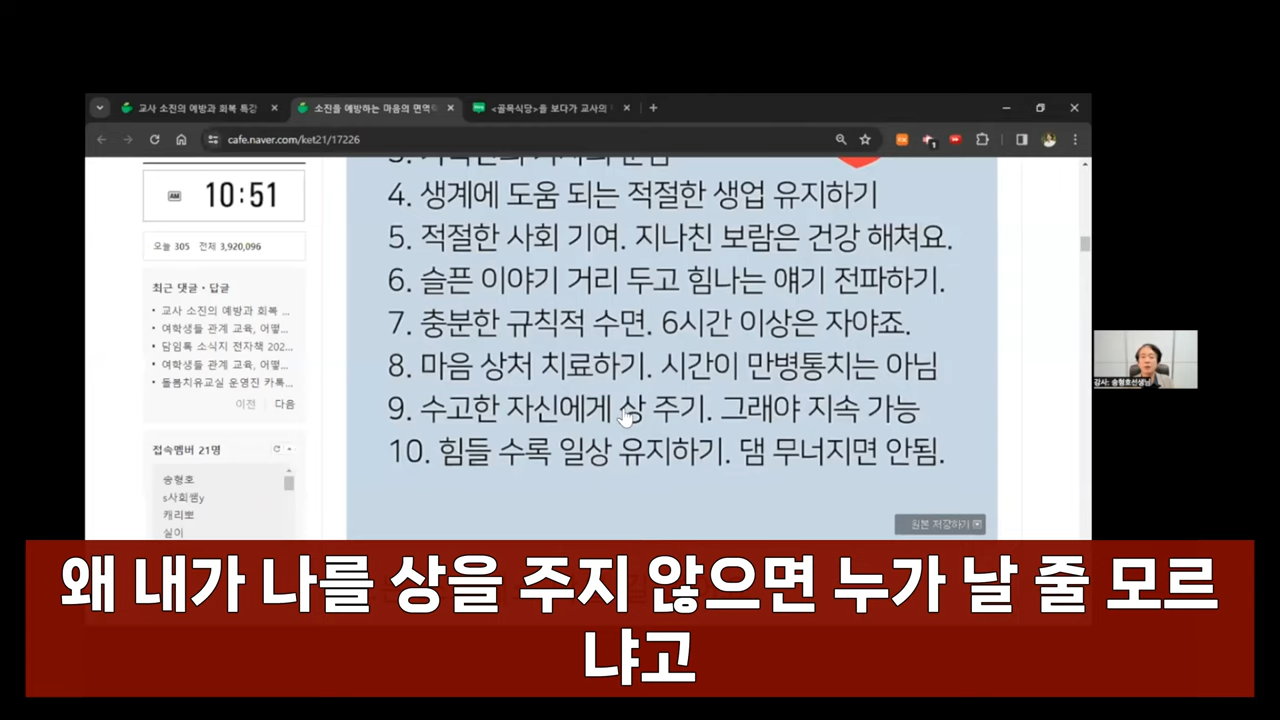 교사 소진의 예방과 회복 특강
소진을 예방하는 마음의 면역
<골목식당>을 보다가 교사의
cafe.naver.com/ket21/17226
AM 10:51
오늘 305 전체 3,920,096
최근 댓글 · 답글
• 교사 소진의 예방과 회복 ...
• 여학생들 관계 교육, 어떻...
• 담임톡 소식지 전자책 202...
• 여학생들 관계 교육, 어떻...
• 돌봄치유교실 운영진 카톡...
이전 다음
접속멤버 21명
송형호
s사회쌤y
캐리뽀
실이
4. 생계에 도움 되는 적절한 생업 유지하기
5. 적절한 사회 기여. 지나친 보람은 건강 해쳐요.
6. 슬픈 이야기 거리 두고 힘나는 얘기 전파하기.
7. 충분한 규칙적 수면. 6시간 이상은 자야죠.
8. 마음 상처 치료하기. 시간이 만병통치는 아님
9. 수고한 자신에게 상 주기. 그래야 지속 가능
10. 힘들 수록 일상 유지하기. 댐 무너지면 안됨.
원본 저장하기
강사: 송형호선생님
왜 내가 나를 상을 주지 않으면 누가 날 줄 모르
냐고